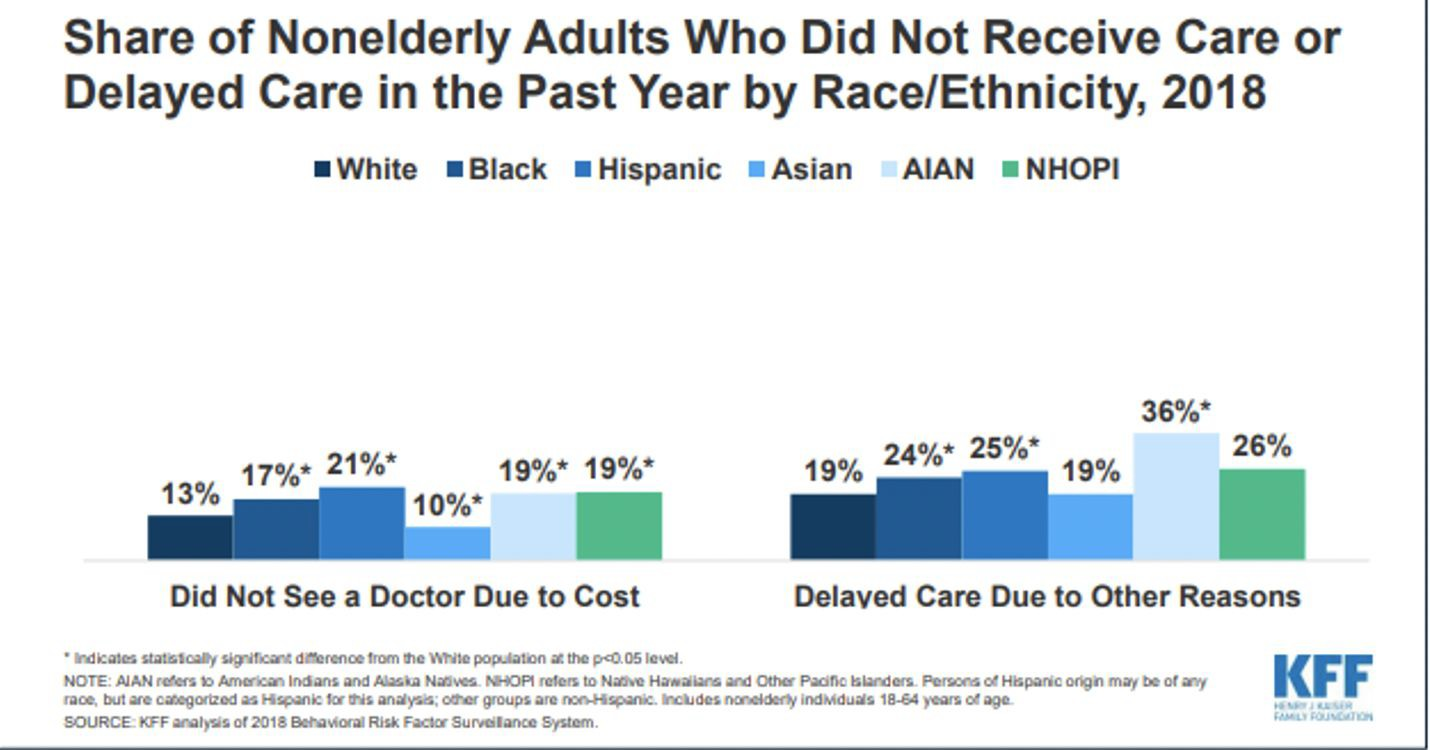 Share of Nonelderly Adults Who Did Not Receive Care or
Delayed Care in the Past Year by Race/Ethnicity, 2018
White Black Hispanic Asian AIAN NHOPI
13% 17%* 21%* 10%* 19%* 19%*
19% 24%* 25%* 19% 36%* 26%
Did Not See a Doctor Due to Cost
Delayed Care Due to Other Reasons
* Indicates statistically significant difference from the White population at the p<0.05 level.
NOTE: AIAN refers to American Indians and Alaska Natives. NHOPI refers to Native Hawaiians and Other Pacific Islanders. Persons of Hispanic origin may be of any
race, but are categorized as Hispanic for this analysis; other groups are non-Hispanic. Includes nonelderly individuals 18-64 years of age.
SOURCE: KFF analysis of 2018 Behavioral Risk Factor Surveillance System.
KFF
HENRY J KAISER
FAMILY FOUNDATION